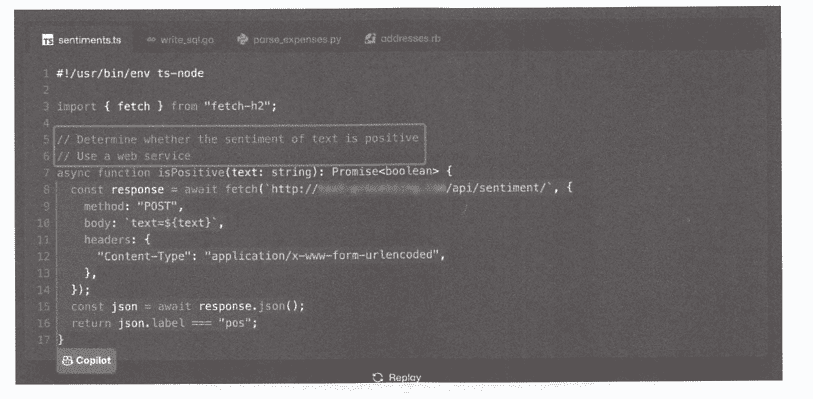 TS sentiments.ts write_sql.go parse_expenses.py addresses.rb
1 #!/usr/bin/env ts-node
2
3 import { fetch } from "fetch-h2";
4
5 // Determine whether the sentiment of text is positive
6 // Use a web service
7 async function isPositive(text: string): Promise<boolean> {
8 const response = await fetch(`http:///api/sentiment/`, {
9 method: "POST",
10 body: `text=${text}`,
11 headers: {
12 "Content-Type": "application/x-www-form-urlencoded",
13 },
14 });
15 const json = await response.json();
16 return json.label === "pos";
17 }
Copilot
Replay